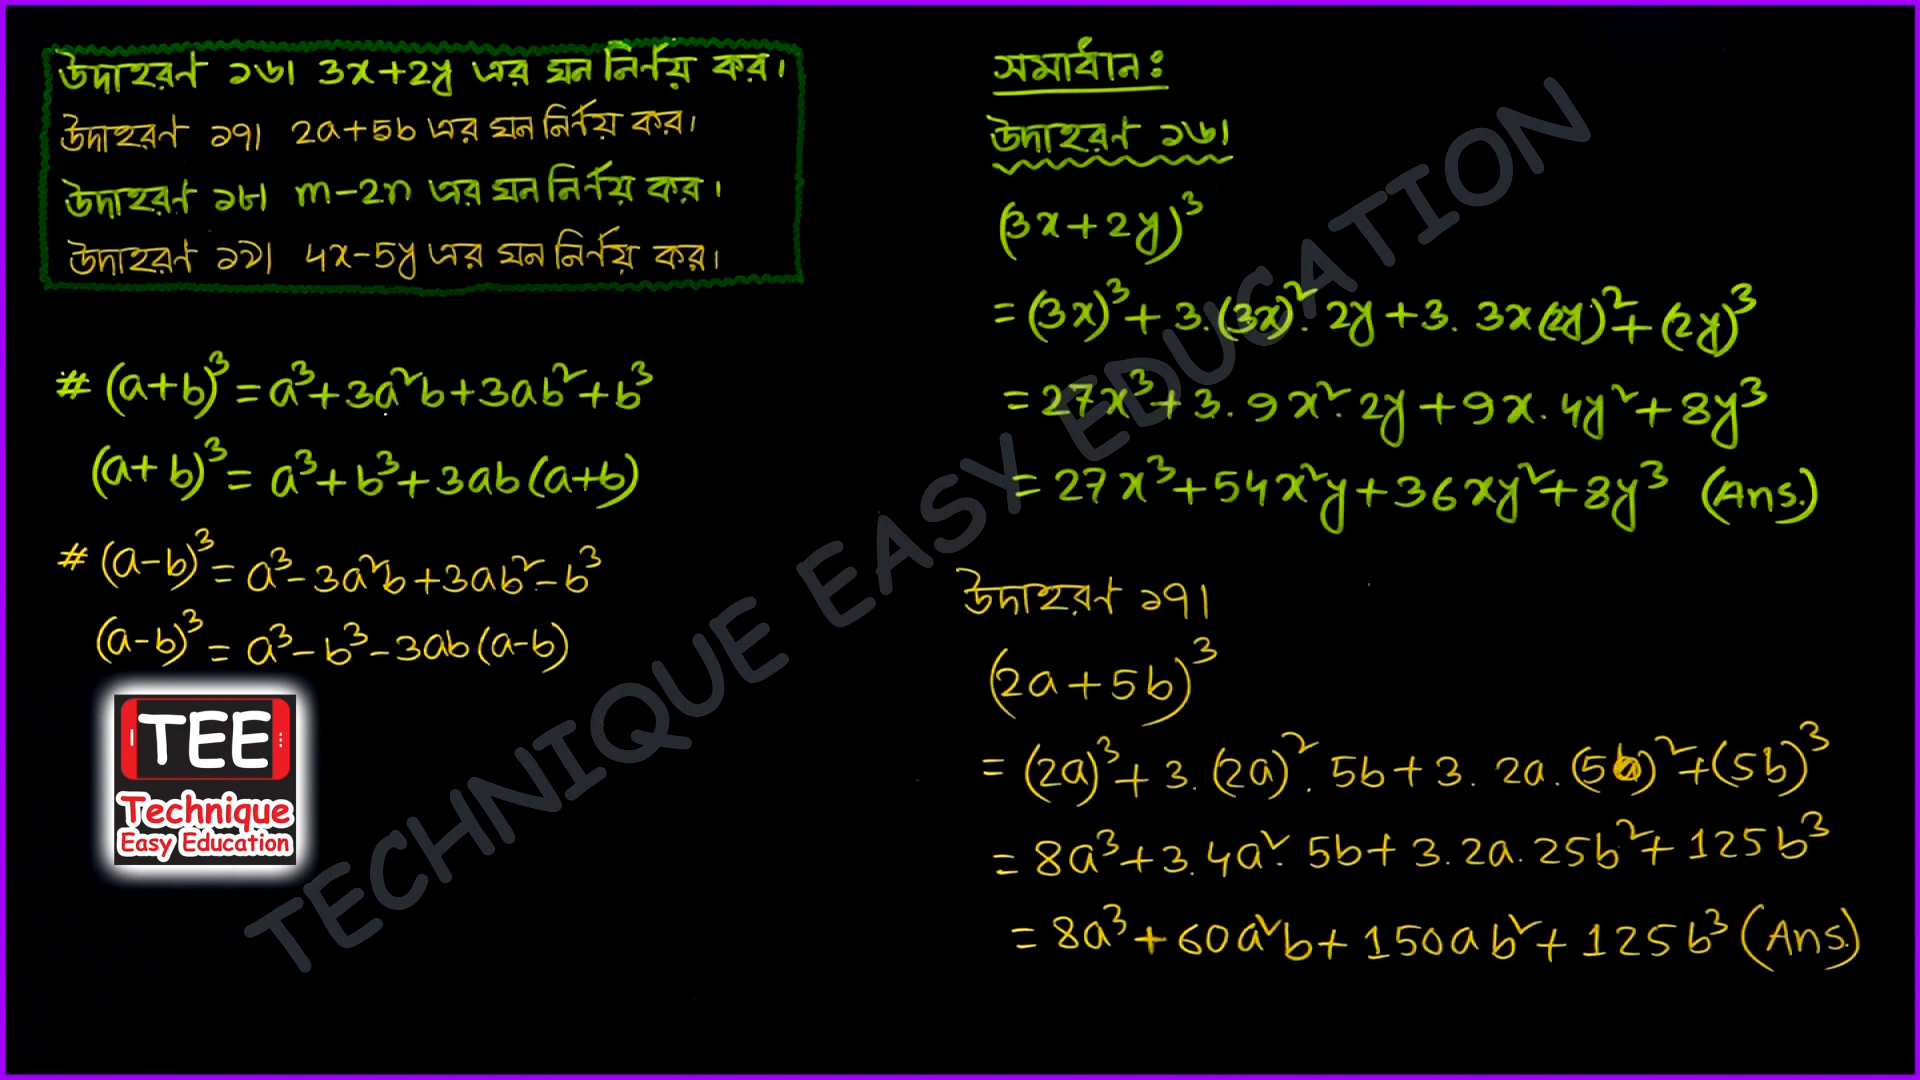 উদাহরণ ১৬। 3x+2y এর ঘন নির্ণয় কর।
উদাহরণ ১৭। 2a+5b এর ঘন নির্ণয় কর।
উদাহরণ ১৮। m-2n এর ঘন নির্ণয় কর।
উদাহরণ ১৯। 4x-5y এর ঘন নির্ণয় কর।
# (a+b)³ = a³+3a²b+3ab²+b³
(a+b)³ = a³+b³+3ab(a+b)
# (a-b)³ = a³-3a²b+3ab²-b³
(a-b)³ = a³-b³-3ab(a-b)
TEE
Technique
Easy Education
সমাধান:
উদাহরণ ১৬।
(3x+2y)³
= (3x)³+3.(3x)².2y+3. 3x(2y)²+(2y)³
= 27x³+3.9x².2y+9x.4y²+8y³
= 27x³+54x²y+36xy²+8y³ (Ans.)
উদাহরণ ১৭।
(2a+5b)³
= (2a)³+3.(2a)².5b+3. 2a.(5b)²+(5b)³
= 8a³+3.4a².5b+3.2a.25b²+125b³
= 8a³+60a²b+150ab²+125b³ (Ans.)
TECHNIQUE EASY EDUCATION